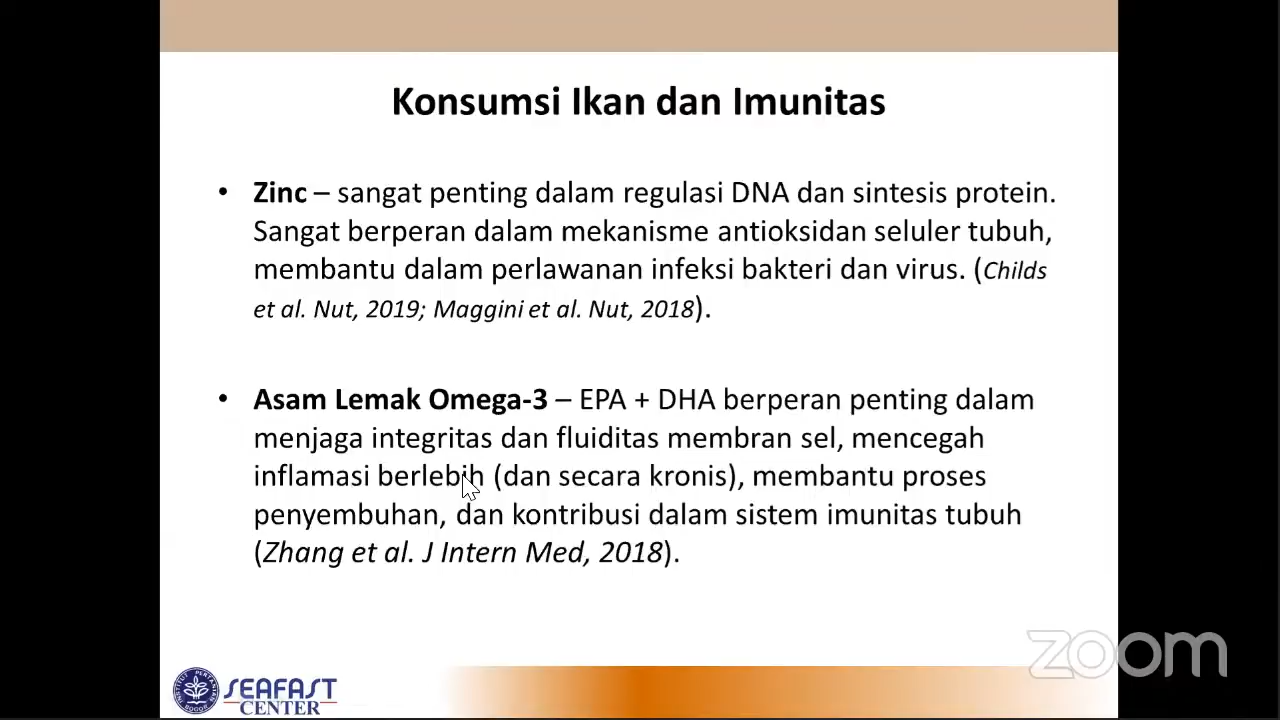 Konsumsi Ikan dan Imunitas
• Zinc – sangat penting dalam regulasi DNA dan sintesis protein.
Sangat berperan dalam mekanisme antioksidan seluler tubuh,
membantu dalam perlawanan infeksi bakteri dan virus. (Childs
et al. Nut, 2019; Maggini et al. Nut, 2018).
• Asam Lemak Omega-3 – EPA + DHA berperan penting dalam
menjaga integritas dan fluiditas membran sel, mencegah
inflamasi berlebih (dan secara kronis), membantu proses
penyembuhan, dan kontribusi dalam sistem imunitas tubuh
(Zhang et al. J Intern Med, 2018).
zoom
INSTITUT PERTANIAN
BOGOR
SEAFAST
CENTER